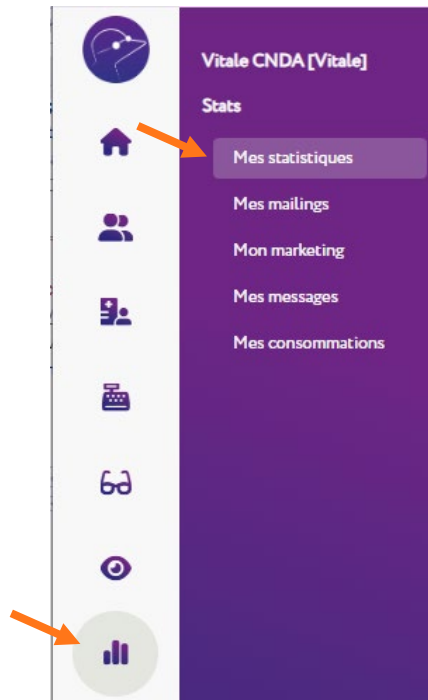 Vitale CNDA [Vitale]
Stats
Mes statistiques
Mes mailings
Mon marketing
Mes messages
Mes consommations